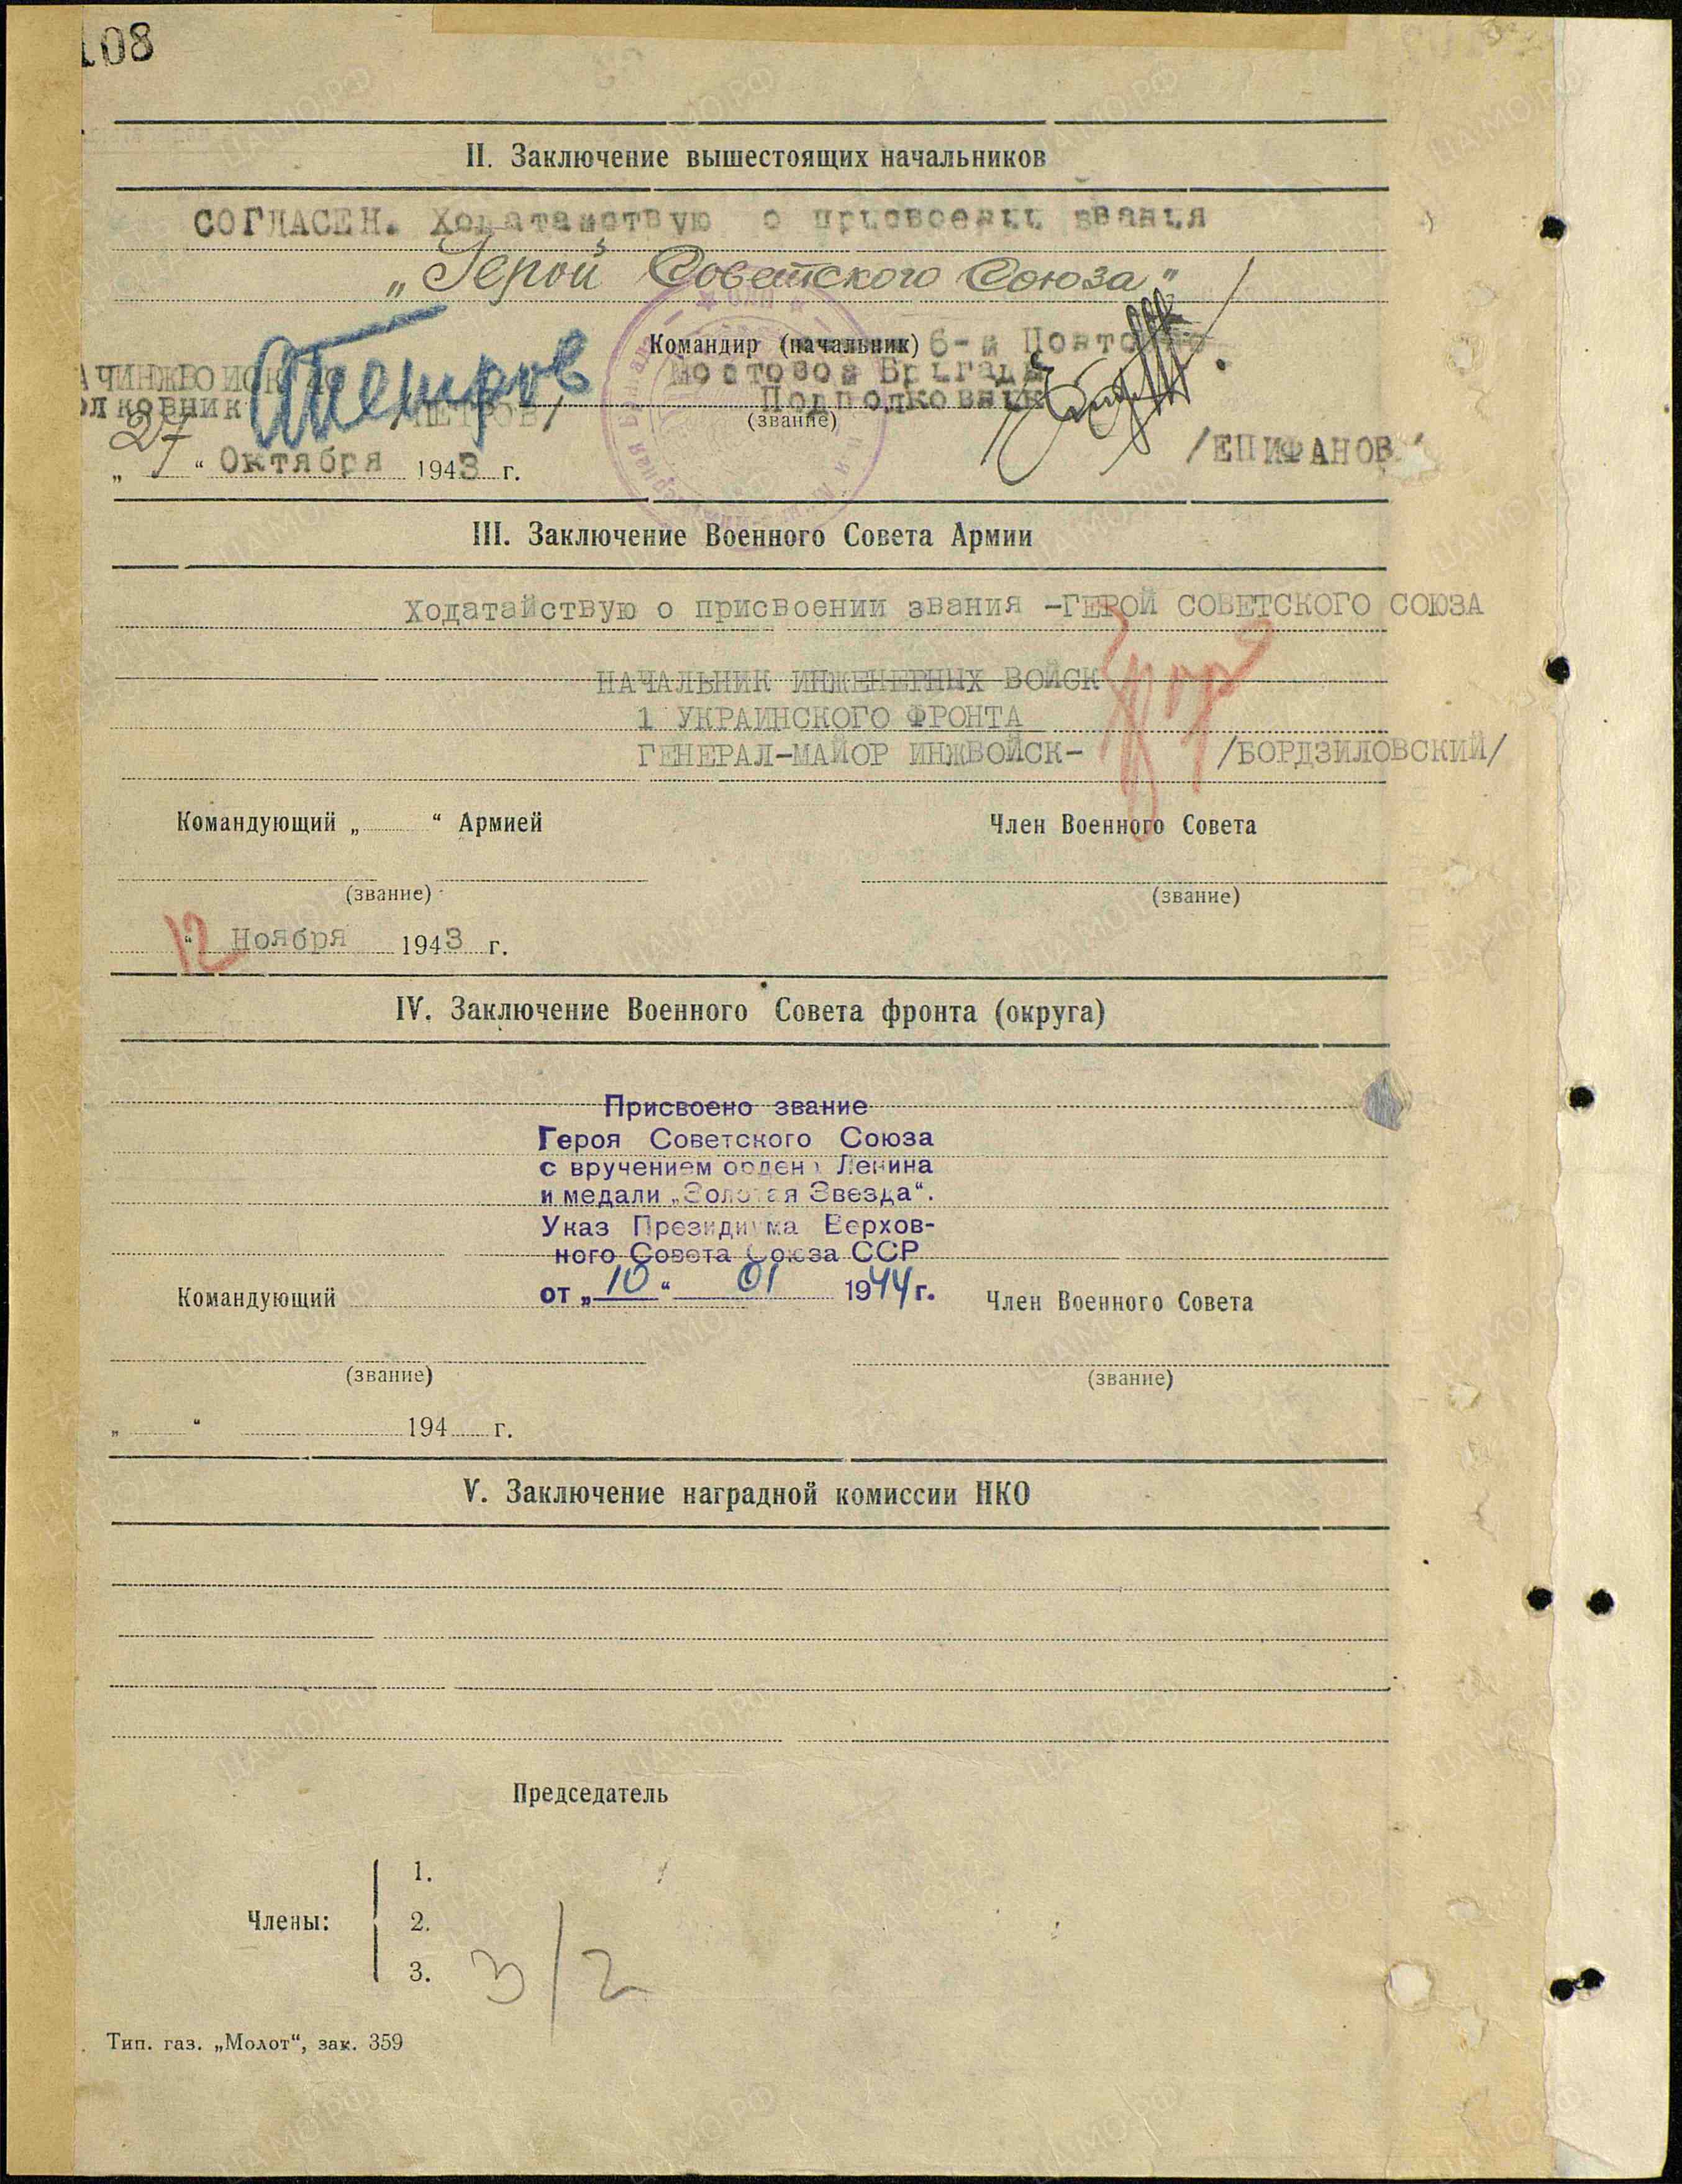 108
II. Заключение вышестоящих начальников
СОГЛАСЕН. Ходатайствую о присвоении звания
„Герой Советского Союза"
Командир (начальник) 6-й Понтонно
Мостовой Бригады
Подполковник
(звание)
/ЕПИФАНОВ/
АЧИНЖВОЙСК
ОЛКОВНИК Петров /ПЕТРОВ/
„27“ Октября 1943 г.
III. Заключение Военного Совета Армии
Ходатайствую о присвоении звания -ГЕРОЙ СОВЕТСКОГО СОЮЗА
НАЧАЛЬНИК ИНЖЕНЕРНЫХ ВОЙСК
1 УКРАИНСКОГО ФРОНТА
ГЕНЕРАЛ-МАЙОР ИНЖВОЙСК- /БОРДЗИЛОВСКИЙ/
Командующий „ “ Армией Член Военного Совета
(звание) (звание)
12 “ Ноября 1943 г.
IV. Заключение Военного Совета фронта (округа)
Присвоено звание
Героя Советского Союза
с вручением ордена Ленина
и медали „Золотая Звезда“.
Указ Президиума Верхов-
ного Совета Союза ССР
от „10“ 01 1944 г.
Командующий Член Военного Совета
(звание) (звание)
„ “ 194 г.
V. Заключение наградной комиссии НКО
Председатель
Члены:
1.
2.
3.
3/2
Тип. газ. „Молот“, зак. 359